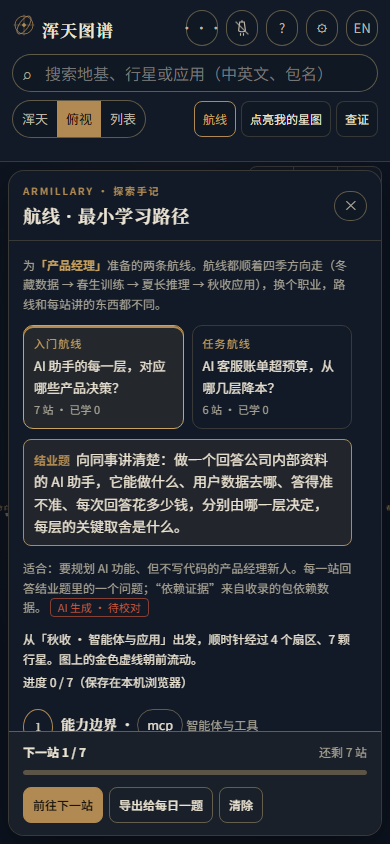 浑天图谱
• • •
?
EN
搜索地基、行星或应用（中英文、包名）
浑天 俯视 列表
航线 点亮我的星图 查证
ARMILLARY · 探索手记
航线 · 最小学习路径
为「产品经理」准备的两条航线。航线都顺着四季方向走（冬
藏数据 → 春生训练 → 夏长推理 → 秋收应用），换个职业，路
线和每站讲的东西都不同。
入门航线
AI 助手的每一层，对应
哪些产品决策？
7 站 · 已学 0
任务航线
AI 客服账单超预算，从
哪几层降本？
6 站 · 已学 0
结业题 向同事讲清楚：做一个回答公司内部资料
的 AI 助手，它能做什么、用户数据去哪、答得准
不准、每次回答花多少钱，分别由哪一层决定，
每层的关键取舍是什么。
适合：要规划 AI 功能、但不写代码的产品经理新人。每一站回
答结业题里的一个问题；“依赖证据”来自收录的包依赖数
据。 AI 生成 · 待校对
从「秋收 · 智能体与应用」出发，顺时针经过 4 个扇区、7 颗
行星。图上的金色虚线朝前流动。
进度 0 / 7（保存在本机浏览器）
1 能力边界 · mcp 智能体与工具
下一站 1 / 7 还剩 7 站
前往下一站 导出给每日一题 清除